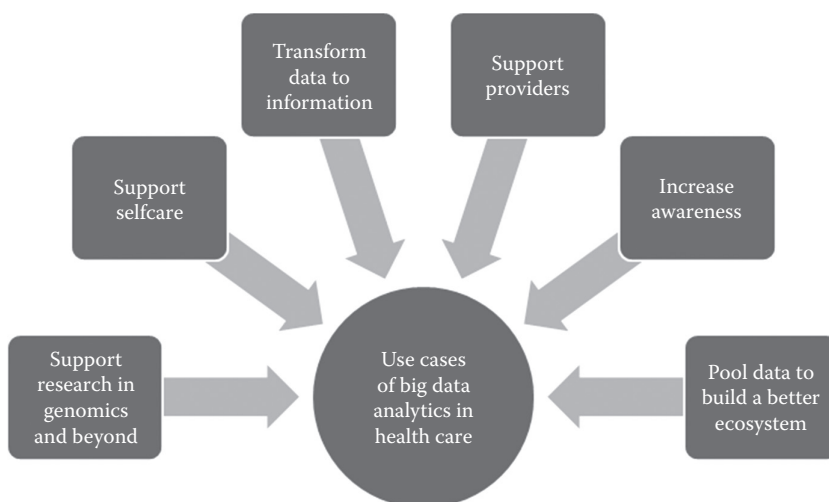 Transform
data to
information
Support
providers
Support
selfcare
Increase
awareness
Support
research in
genomics
and beyond
Use cases
of big data
analytics in
health care
Pool data to
build a better
ecosystem